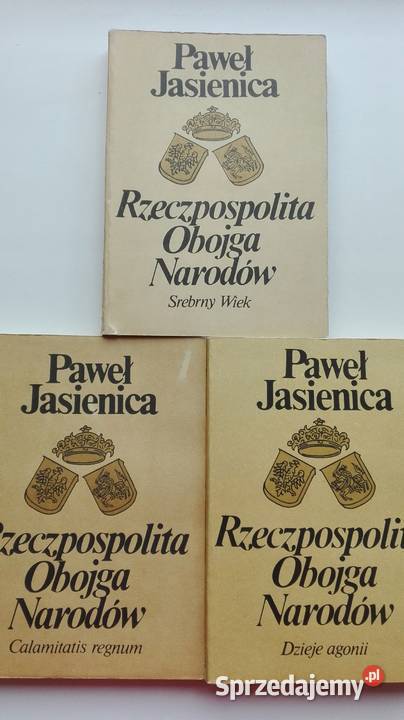 Paweł
Jasienica
Rzeczpospolita
Obojga
Narodów
Srebrny Wiek
Paweł
Jasienica
Rzeczpospolita
Obojga
Narodów
Calamitatis regnum
Paweł
Jasienica
Rzeczpospolita
Obojga
Narodów
Dzieje agonii
Sprzedajemy.pl